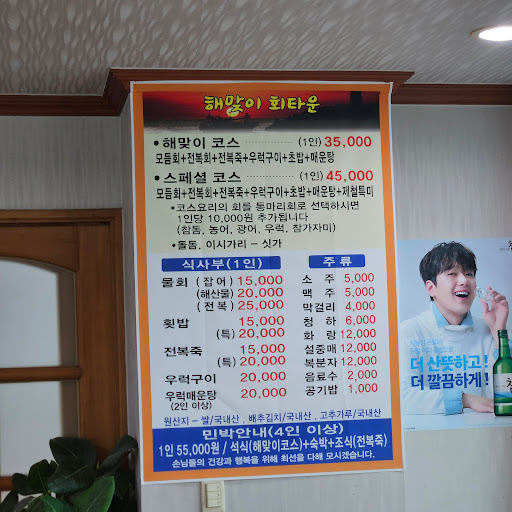 해맞이 회타운
• 해맞이 코스 (1인) 35,000
모듬회+전복회+전복죽+우럭구이+초밥+매운탕
• 스페셜 코스 (1인) 45,000
모듬회+전복회+전복죽+우럭구이+초밥+매운탕+제철특미
•코스요리의 회를 통마리회로 선택하시면
1인당 10,000원 추가됩니다
(참돔, 농어, 광어, 우럭, 참가자미)
•돌돔, 이시가리 – 싯가
식사부(1인)
물회 (잡어) 15,000
(해산물) 20,000
(전복) 25,000
횟밥 15,000
(특) 20,000
전복죽 15,000
(특) 20,000
우럭구이 20,000
우럭매운탕 20,000
(2인 이상)
주류
소주 5,000
맥주 5,000
막걸리 4,000
청하 6,000
화랑 12,000
설중매 12,000
복분자 12,000
음료수 2,000
공기밥 1,000
원산지 - 쌀/국내산, 배추김치/국내산, 고추가루/국내산
민박안내(4인 이상)
1인 55,000원 / 석식(해맞이코스)+숙박+조식(전복죽)
손님들의 건강과 행복을 위해 최선을 다해 모시겠습니다.
더 산뜻하고!
더 깔끔하게!